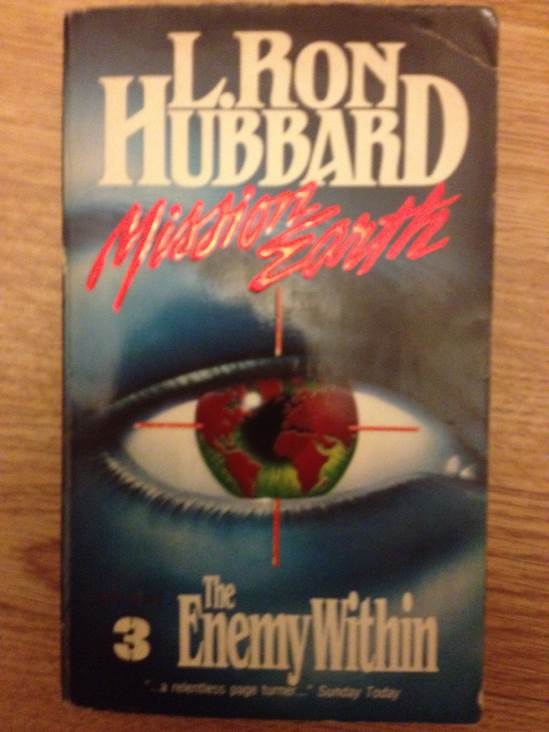 L. RON
HUBBARD
Mission
Earth
3
The
Enemy Within
"...a relentless page turner..." Sunday Today